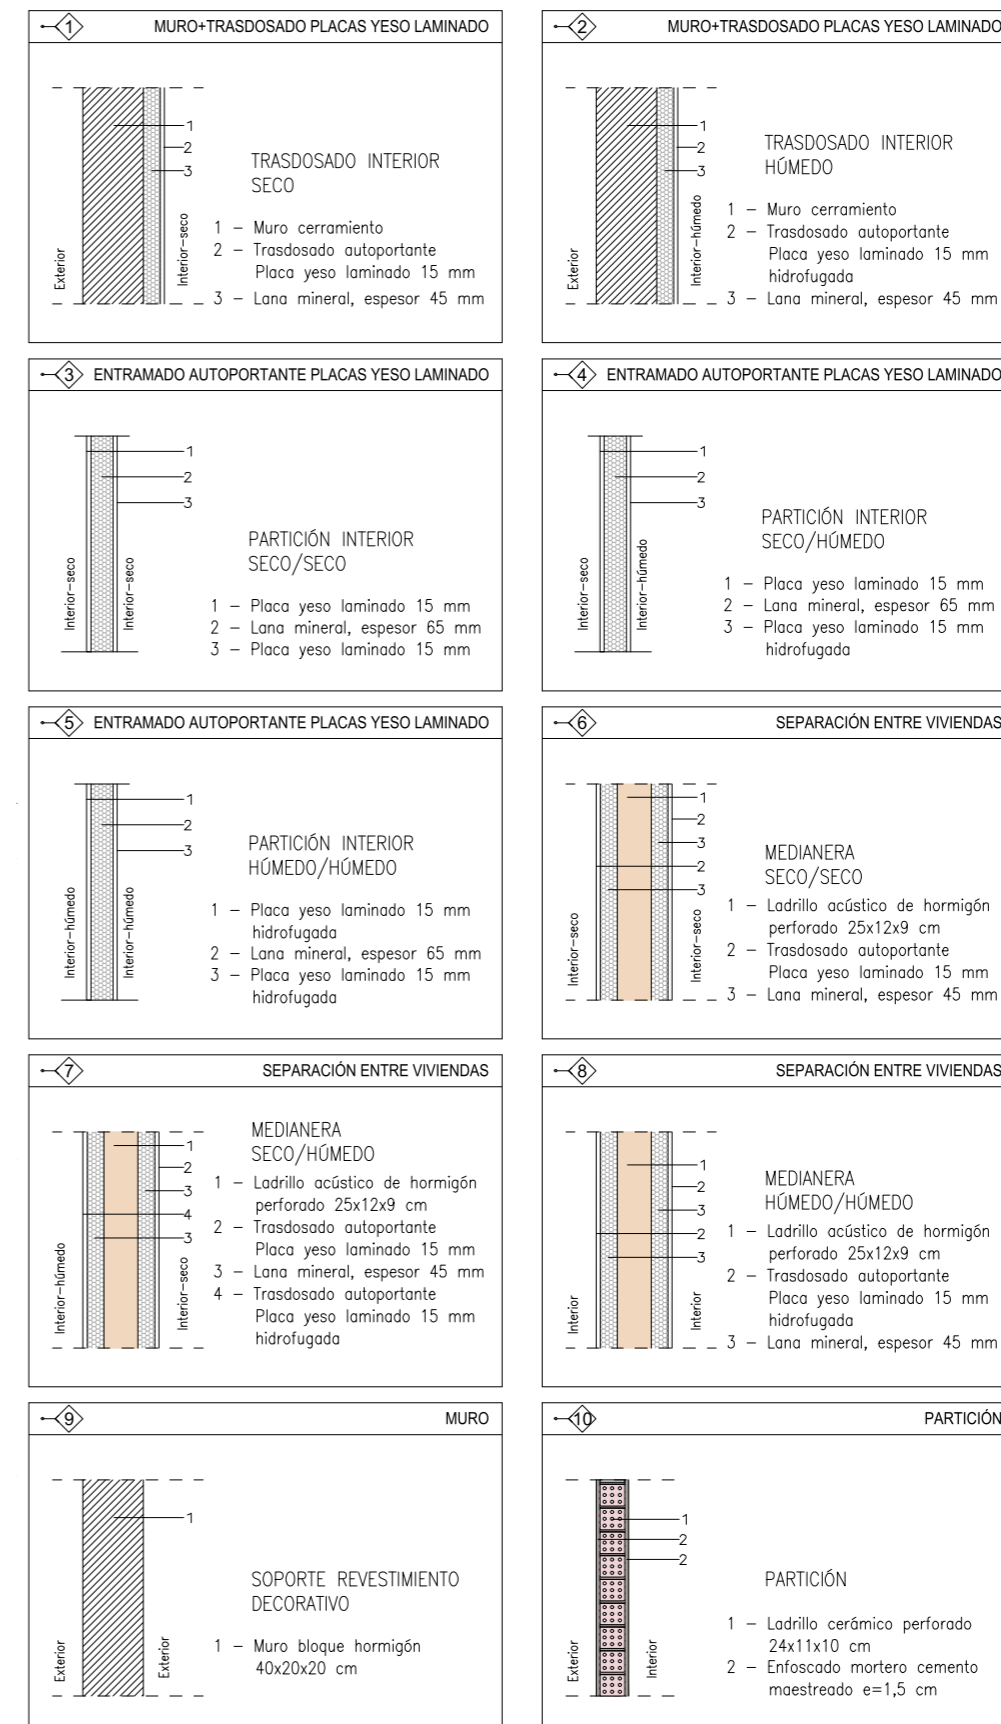 1 MURO+TRASDOSADO PLACAS YESO LAMINADO
1
2
3
TRASDOSADO INTERIOR
SECO
Exterior
Interior-seco
1 - Muro cerramiento
2 - Trasdosado autoportante
Placa yeso laminado 15 mm
3 - Lana mineral, espesor 45 mm
2 MURO+TRASDOSADO PLACAS YESO LAMINADO
1
2
3
TRASDOSADO INTERIOR
HÚMEDO
Exterior
Interior-húmedo
1 - Muro cerramiento
2 - Trasdosado autoportante
Placa yeso laminado 15 mm
hidrofugada
3 - Lana mineral, espesor 45 mm
3 ENTRAMADO AUTOPORTANTE PLACAS YESO LAMINADO
1
2
3
PARTICIÓN INTERIOR
SECO/SECO
Interior-seco
Interior-seco
1 - Placa yeso laminado 15 mm
2 - Lana mineral, espesor 65 mm
3 - Placa yeso laminado 15 mm
4 ENTRAMADO AUTOPORTANTE PLACAS YESO LAMINADO
1
2
3
PARTICIÓN INTERIOR
SECO/HÚMEDO
Interior-seco
Interior-húmedo
1 - Placa yeso laminado 15 mm
2 - Lana mineral, espesor 65 mm
3 - Placa yeso laminado 15 mm
hidrofugada
5 ENTRAMADO AUTOPORTANTE PLACAS YESO LAMINADO
1
2
3
PARTICIÓN INTERIOR
HÚMEDO/HÚMEDO
Interior-húmedo
Interior-húmedo
1 - Placa yeso laminado 15 mm
hidrofugada
2 - Lana mineral, espesor 65 mm
3 - Placa yeso laminado 15 mm
hidrofugada
6 SEPARACIÓN ENTRE VIVIENDAS
1
2
3
2
3
MEDIANERA
SECO/SECO
Interior-seco
Interior-seco
1 - Ladrillo acústico de hormigón
perforado 25x12x9 cm
2 - Trasdosado autoportante
Placa yeso laminado 15 mm
3 - Lana mineral, espesor 45 mm
7 SEPARACIÓN ENTRE VIVIENDAS
1
2
3
4
3
MEDIANERA
SECO/HÚMEDO
Interior-húmedo
Interior-seco
1 - Ladrillo acústico de hormigón
perforado 25x12x9 cm
2 - Trasdosado autoportante
Placa yeso laminado 15 mm
3 - Lana mineral, espesor 45 mm
4 - Trasdosado autoportante
Placa yeso laminado 15 mm
hidrofugada
8 SEPARACIÓN ENTRE VIVIENDAS
1
2
3
2
3
MEDIANERA
HÚMEDO/HÚMEDO
Interior
Interior
1 - Ladrillo acústico de hormigón
perforado 25x12x9 cm
2 - Trasdosado autoportante
Placa yeso laminado 15 mm
hidrofugada
3 - Lana mineral, espesor 45 mm
9 MURO
1
SOPORTE REVESTIMIENTO
DECORATIVO
Exterior
Exterior
1 - Muro bloque hormigón
40x20x20 cm
10 PARTICIÓN
1
2
2
PARTICIÓN
Exterior
Interior
1 - Ladrillo cerámico perforado
24x11x10 cm
2 - Enfoscado mortero cemento
maestreado e=1,5 cm